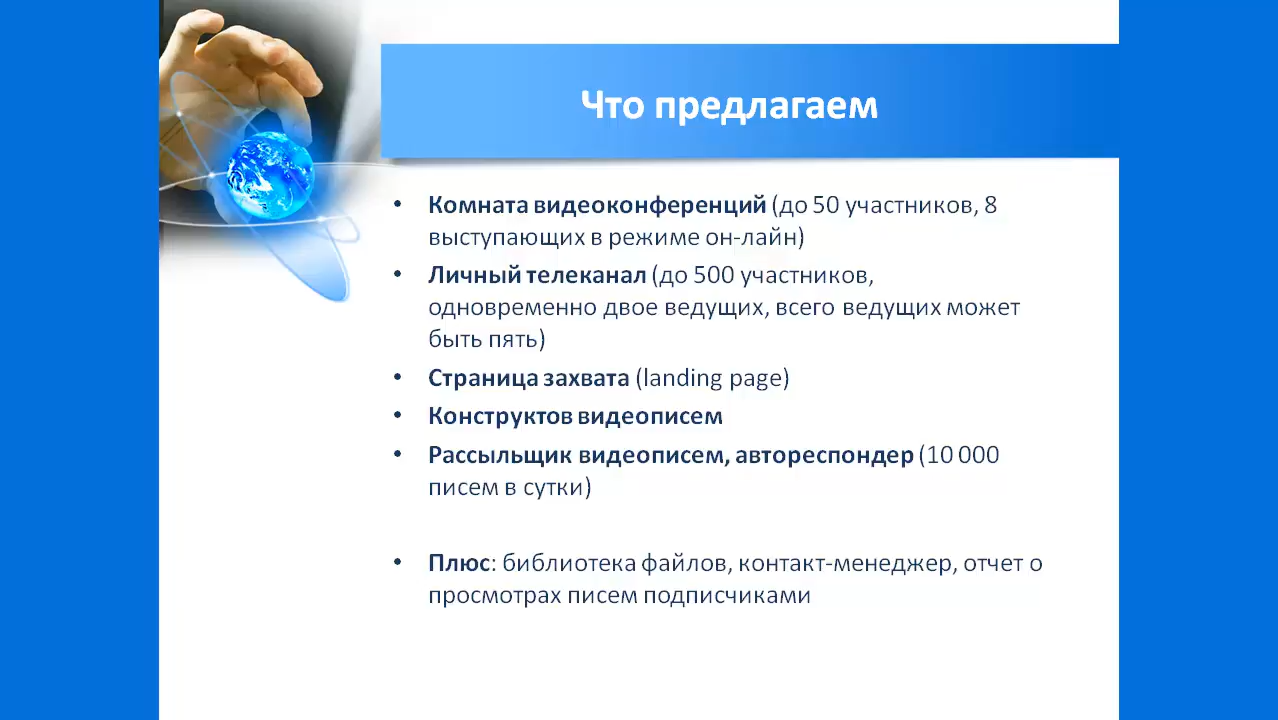 Что предлагаем
• Комната видеоконференций (до 50 участников, 8
выступающих в режиме он-лайн)
• Личный телеканал (до 500 участников,
одновременно двое ведущих, всего ведущих может
быть пять)
• Страница захвата (landing page)
• Конструктов видеописем
• Рассыльщик видеописем, автореспондер (10 000
писем в сутки)
• Плюс: библиотека файлов, контакт-менеджер, отчет о
просмотрах писем подписчиками